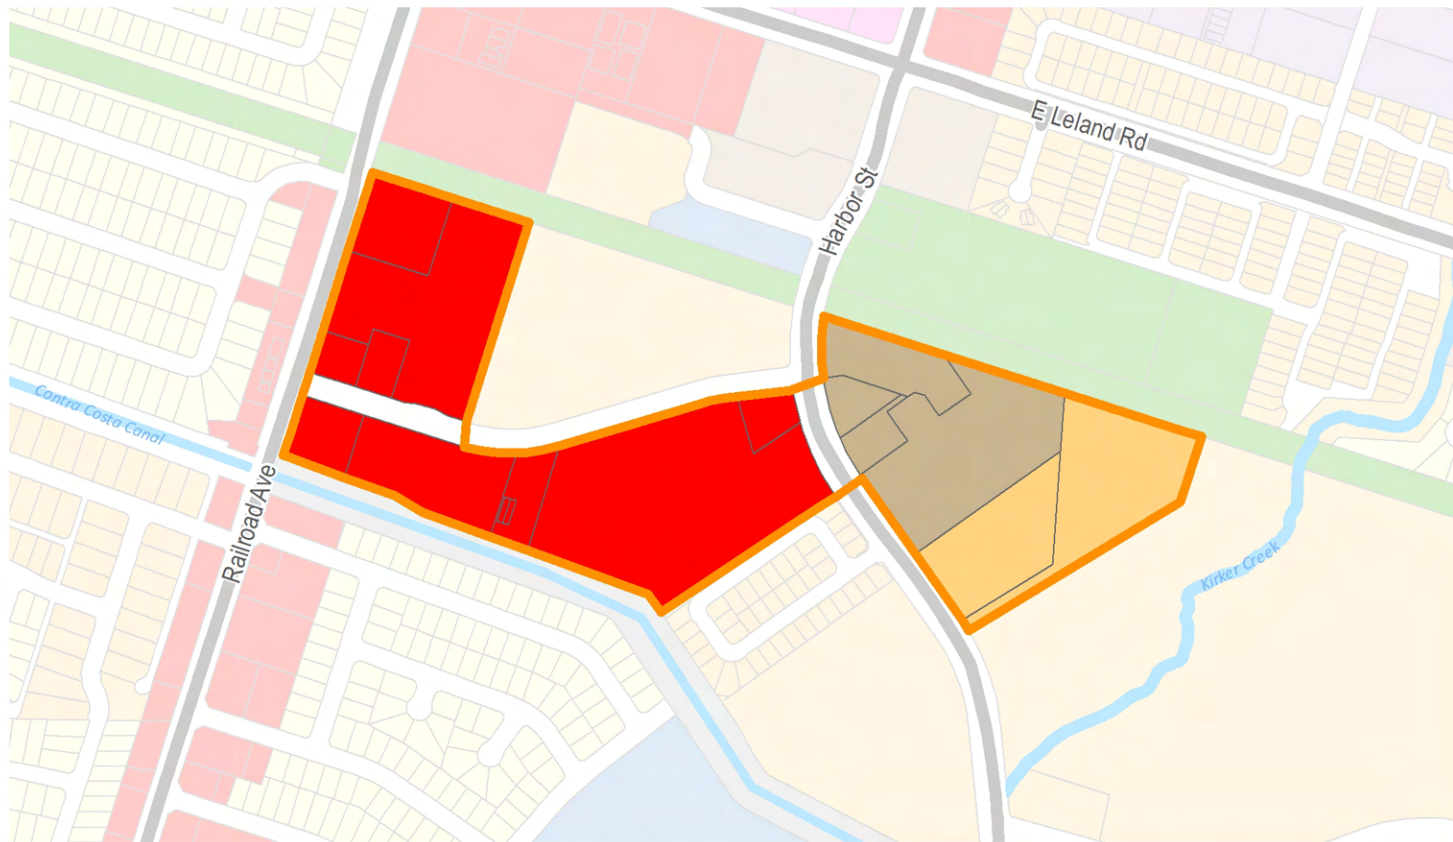 E Leland Rd
Harbor St
Contra Costa Canal
Railroad Ave
Kirker Creek